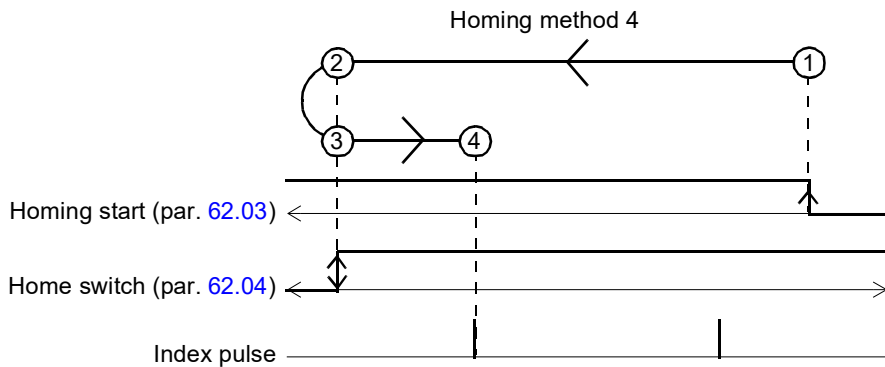 Homing method 4
2
1
3
4
Homing start (par. 62.03)
Home switch (par. 62.04)
Index pulse